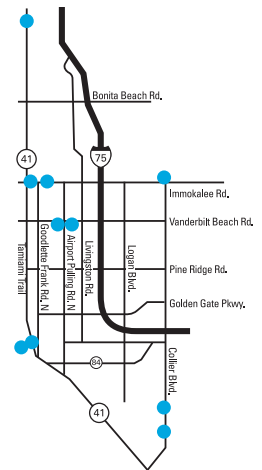 Bonita Beach Rd.
41
75
Immokalee Rd.
Vanderbilt Beach Rd.
Tamiami Trail
Goodlette Frank Rd. N
Airport Pulling Rd. N
Livingston Rd.
Logan Blvd.
Pine Ridge Rd.
Golden Gate Pkwy.
84
Collier Blvd.
41